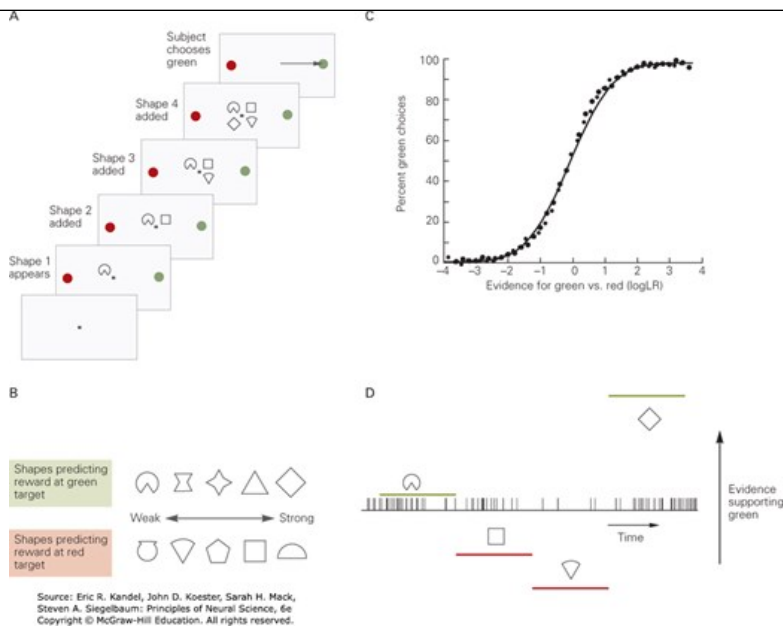 A
Subject
chooses
green
Shape 4
added
Shape 3
added
Shape 2
added
Shape 1
appears
C
100
80
60
40
20
0
Percent green choices
–4 –3 –2 –1 0 1 2 3 4
Evidence for green vs. red (logLR)
B
Shapes predicting
reward at green
target
Weak Strong
Shapes predicting
reward at red
target
D
Evidence
supporting
green
Time
Source: Eric R. Kandel, John D. Koester, Sarah H. Mack,
Steven A. Siegelbaum: Principles of Neural Science, 6e
Copyright © McGraw-Hill Education. All rights reserved.